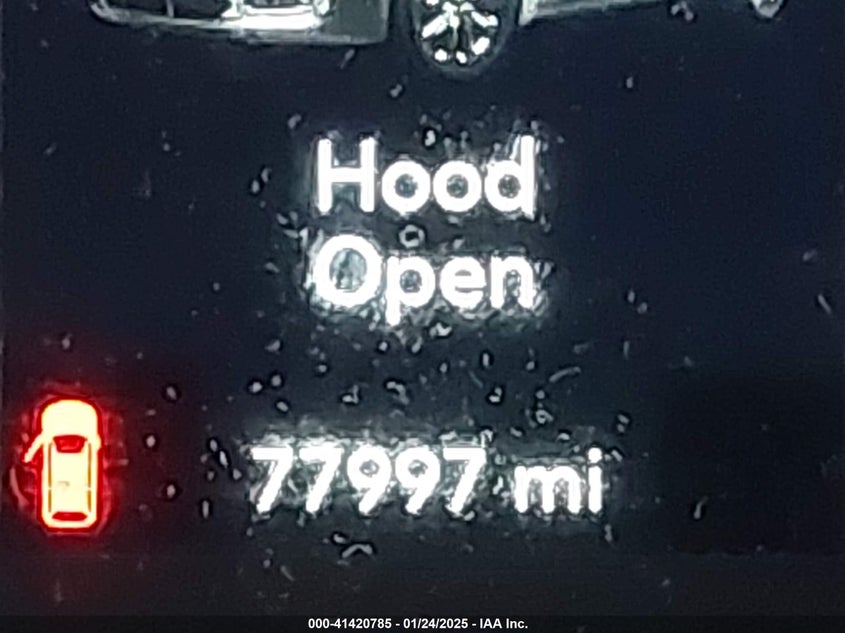 Hood
Open
77997 mi
000-41420785 - 01/24/2025 - IAA Inc.